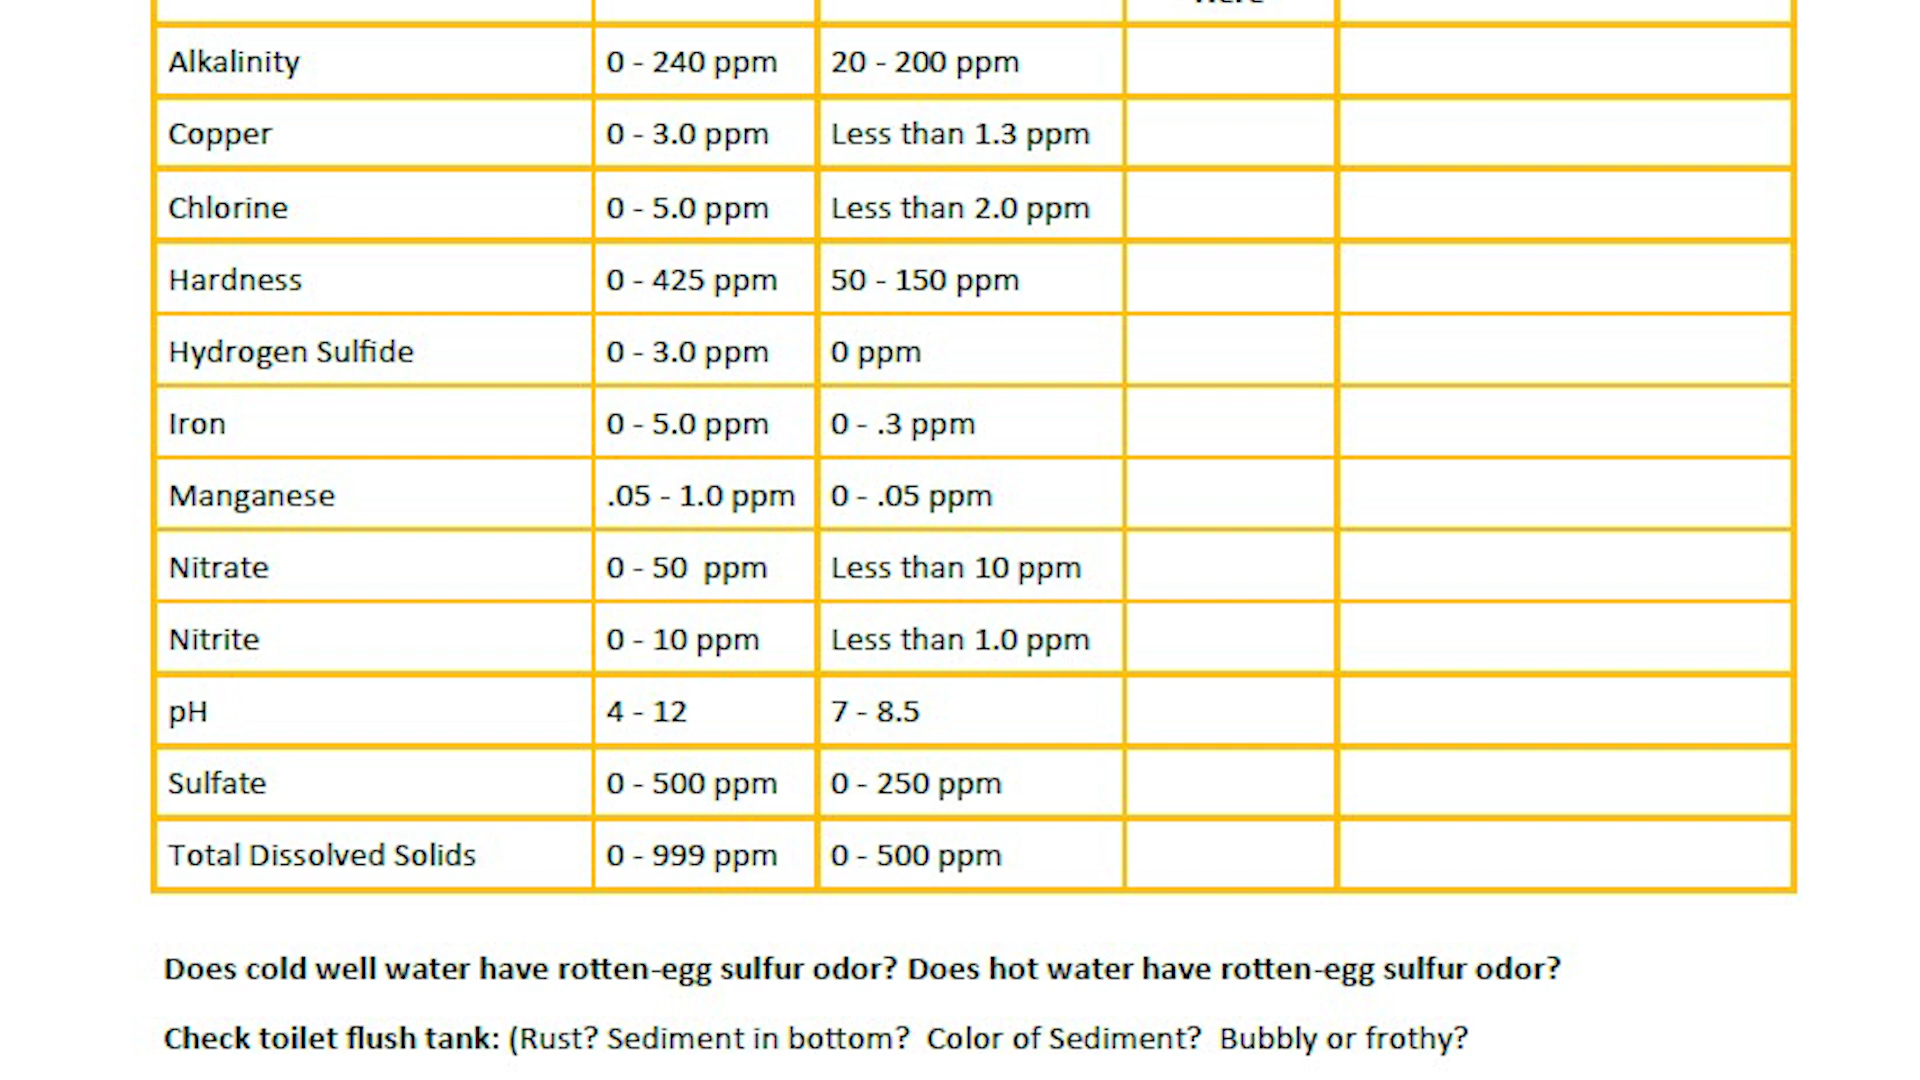 Alkalinity 0 - 240 ppm 20 - 200 ppm
Copper 0 - 3.0 ppm Less than 1.3 ppm
Chlorine 0 - 5.0 ppm Less than 2.0 ppm
Hardness 0 - 425 ppm 50 - 150 ppm
Hydrogen Sulfide 0 - 3.0 ppm 0 ppm
Iron 0 - 5.0 ppm 0 - .3 ppm
Manganese .05 - 1.0 ppm 0 - .05 ppm
Nitrate 0 - 50 ppm Less than 10 ppm
Nitrite 0 - 10 ppm Less than 1.0 ppm
pH 4 - 12 7 - 8.5
Sulfate 0 - 500 ppm 0 - 250 ppm
Total Dissolved Solids 0 - 999 ppm 0 - 500 ppm
Does cold well water have rotten-egg sulfur odor? Does hot water have rotten-egg sulfur odor?
Check toilet flush tank: (Rust? Sediment in bottom? Color of Sediment? Bubbly or frothy?